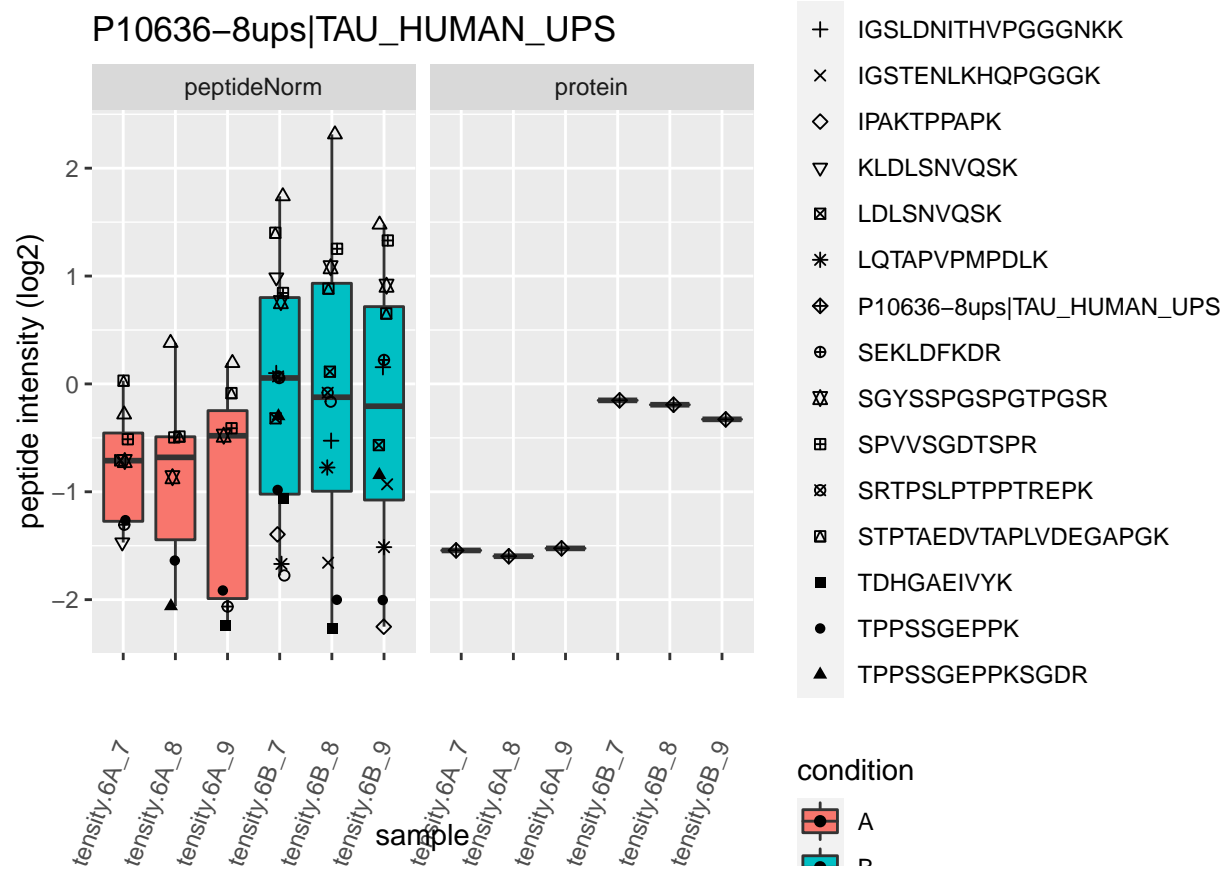 P10636−8ups|TAU_HUMAN_UPS
peptideNorm
protein
peptide intensity (log2)
2
1
0
−1
−2
tensity.6A_7
tensity.6A_8
tensity.6A_9
tensity.6B_7
tensity.6B_8
tensity.6B_9
tensity.6A_7
tensity.6A_8
tensity.6A_9
tensity.6B_7
tensity.6B_8
tensity.6B_9
sample
IGSLDNITHVPGGGNKK
IGSTENLKHQPGGGK
IPAKTPPAPK
KLDLSNVQSK
LDLSNVQSK
LQTAPVPMPDLK
P10636−8ups|TAU_HUMAN_UPS
SEKLDFKDR
SGYSSPGSPGTPGSR
SPVVSGDTSPR
SRTPSLPTPPTREPK
STPTAEDVTAPLVDEGAPGK
TDHGAEIVYK
TPPSSGEPPK
TPPSSGEPPKSGDR
condition
A
B